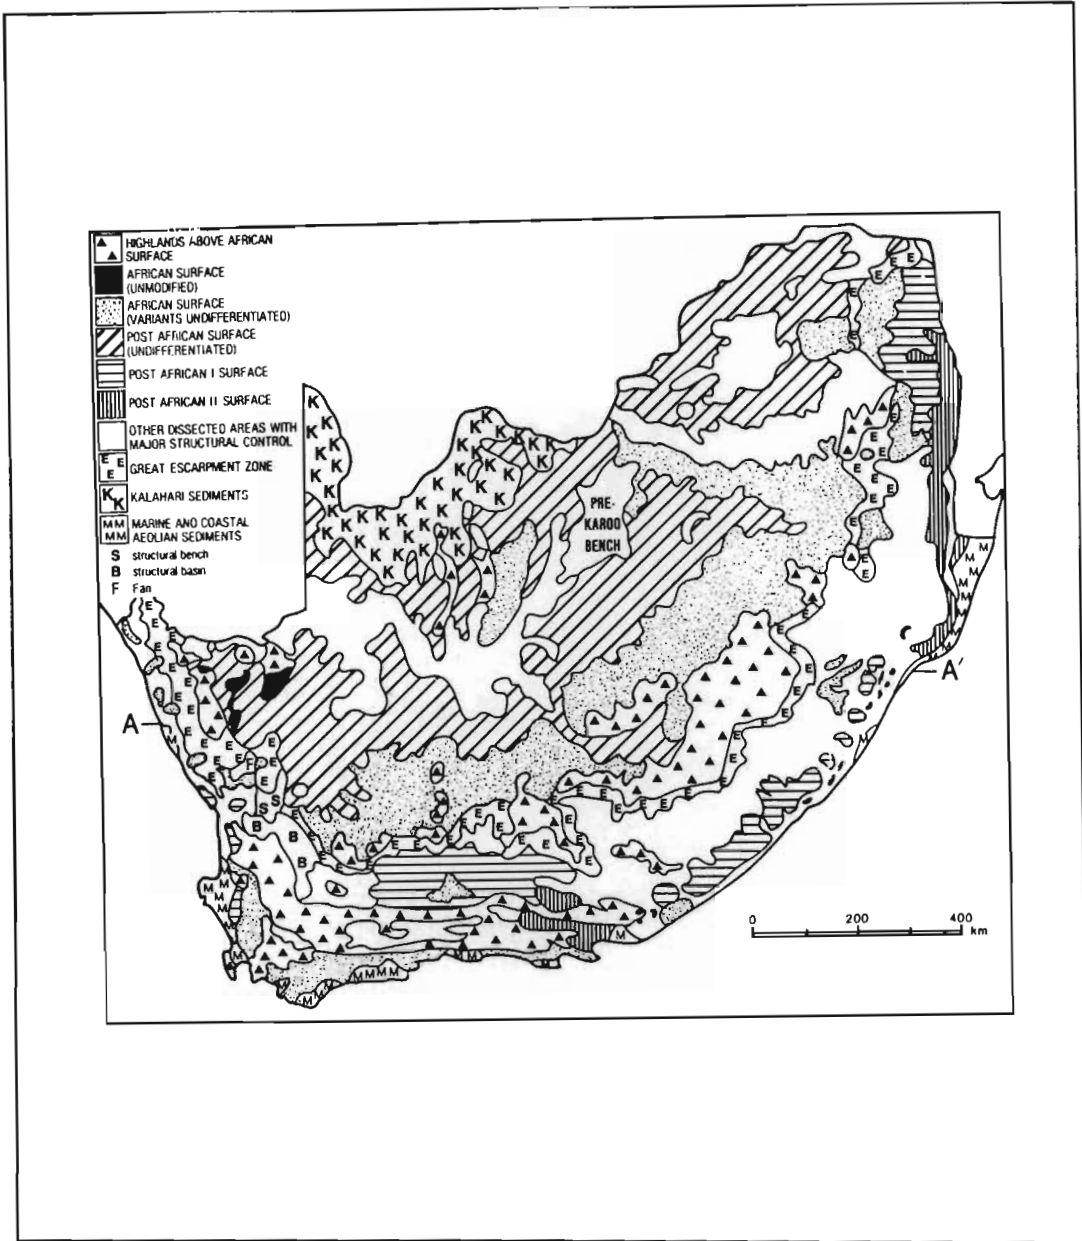 HIGHLANDS ABOVE AFRICAN
SURFACE
AFRICAN SURFACE
(UNMODIFIED)
AFRICAN SURFACE
(VARIANTS UNDIFFERENTIATED)
POST AFRICAN SURFACE
(UNDIFFERENTIATED)
POST AFRICAN I SURFACE
POST AFRICAN II SURFACE
OTHER DISSECTED AREAS WITH
MAJOR STRUCTURAL CONTROL
E E
E
GREAT ESCARPMENT ZONE
K
K
KALAHARI SEDIMENTS
MM MARINE AND COASTAL
MM AEOLIAN SEDIMENTS
S structural bench
B structural basin
F Fan
PRE-
KAROO
BENCH
A
A'
0 200 400
km